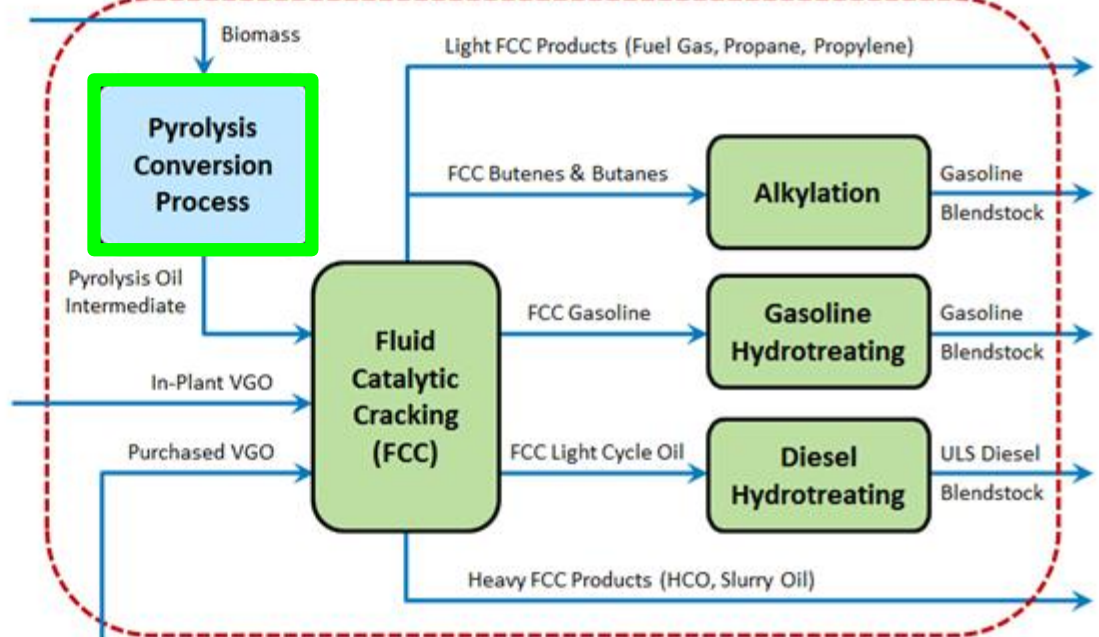 Biomass
Light FCC Products (Fuel Gas, Propane, Propylene)
Pyrolysis
Conversion
Process
FCC Butenes & Butanes
Alkylation
Gasoline
Blendstock
Pyrolysis Oil
Intermediate
Fluid
Catalytic
Cracking
(FCC)
FCC Gasoline
Gasoline
Hydrotreating
Gasoline
Blendstock
In-Plant VGO
Purchased VGO
FCC Light Cycle Oil
Diesel
Hydrotreating
ULS Diesel
Blendstock
Heavy FCC Products (HCO, Slurry Oil)